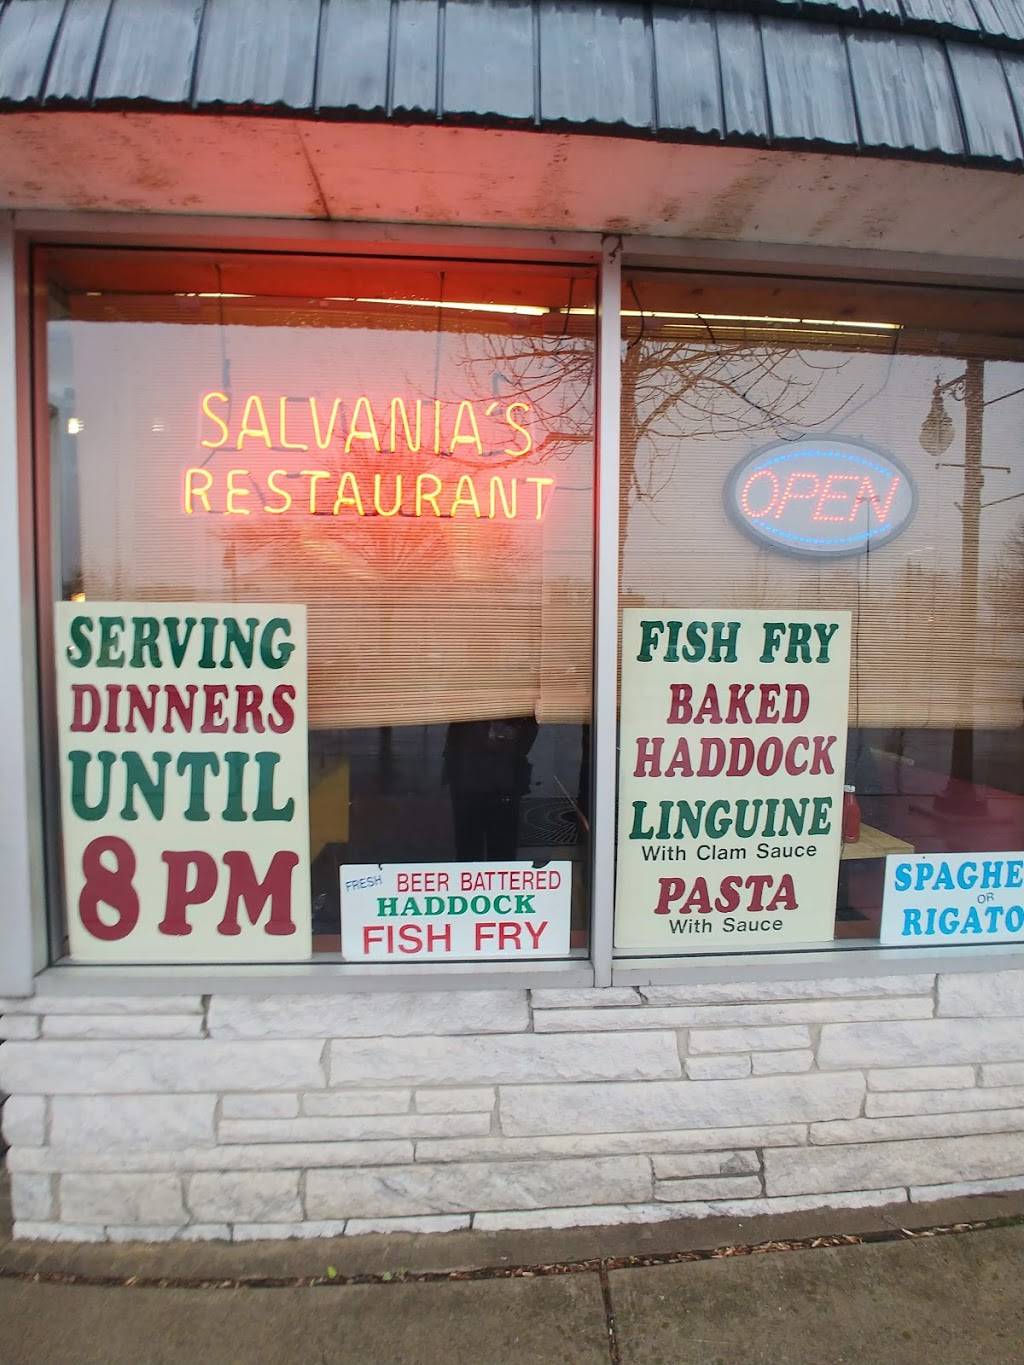 SALVANIA'S
RESTAURANT
OPEN
SERVING
DINNERS
UNTIL
8 PM
FRESH BEER BATTERED
HADDOCK
FISH FRY
FISH FRY
BAKED
HADDOCK
LINGUINE
With Clam Sauce
PASTA
With Sauce
SPAGHE
OR
RIGATO